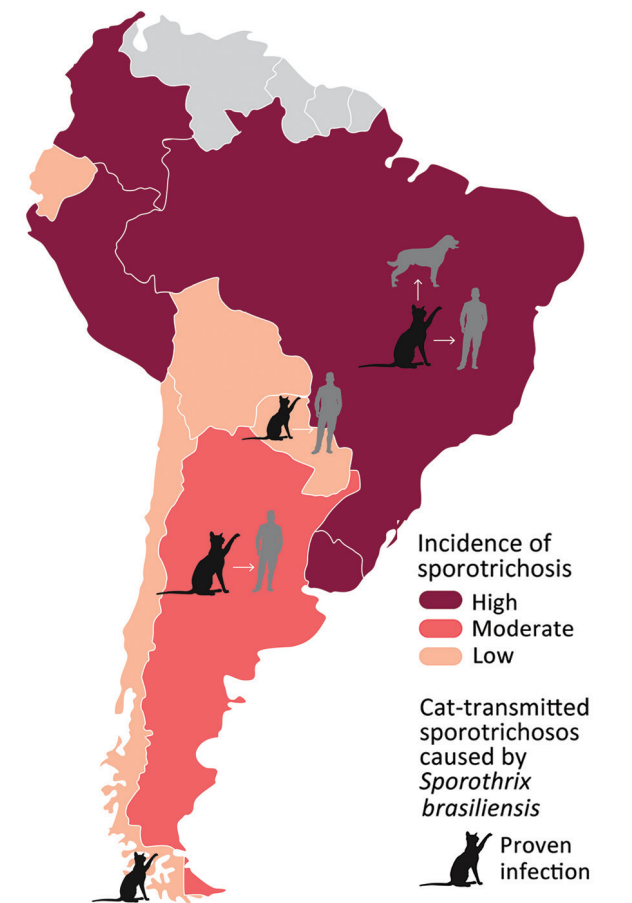 Incidence of
sporotrichosis
High
Moderate
Low
Cat-transmitted
sporotrichosos
caused by
Sporothrix
brasiliensis
Proven
infection